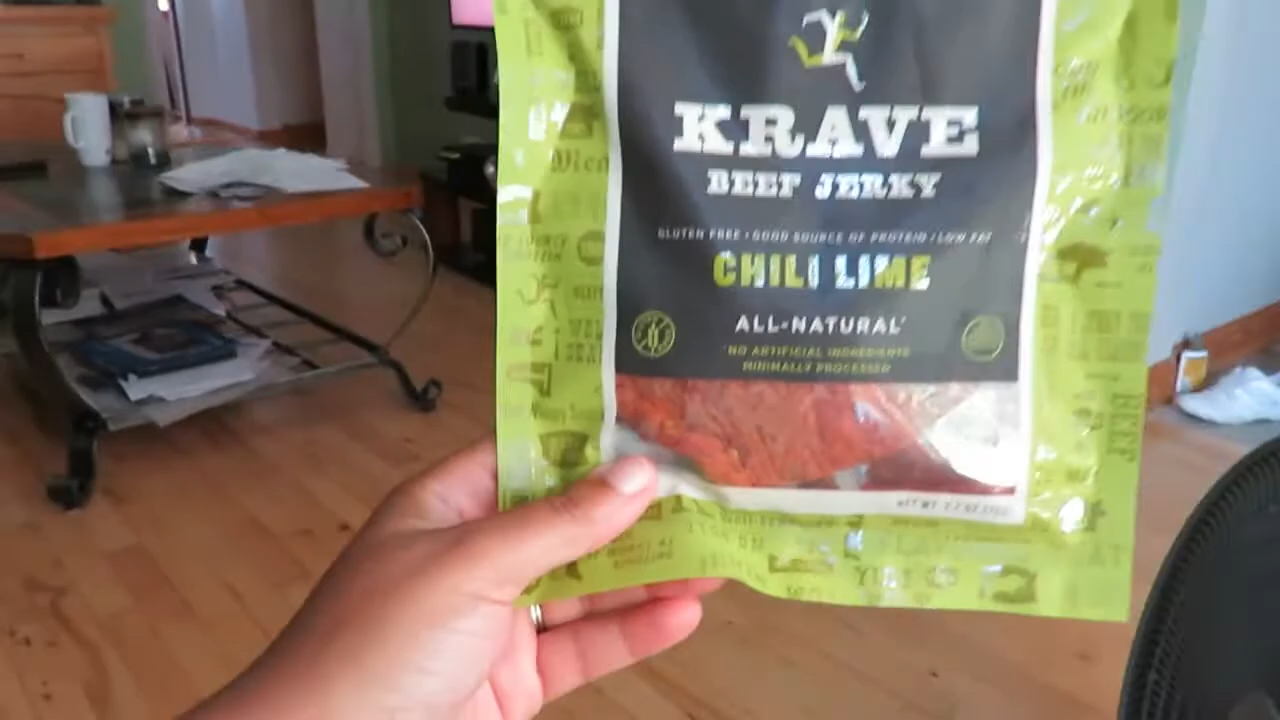 KRAVE
BEEF JERKY
GLUTEN FREE • GOOD SOURCE OF PROTEIN • LOW FAT
CHILI LIME
ALL-NATURAL*
*NO ARTIFICIAL INGREDIENTS
MINIMALLY PROCESSED
BEEF